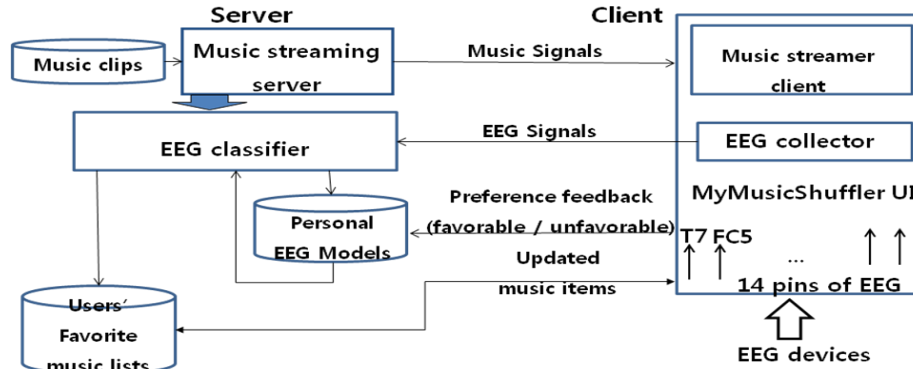 Server
Client
Music clips
Music streaming
server
Music Signals
Music streamer
client
EEG classifier
EEG Signals
EEG collector
MyMusicShuffler UI
Personal
EEG Models
Preference feedback
(favorable / unfavorable)
T7 FC5
...
14 pins of EEG
Updated
music items
Users'
Favorite
music lists
EEG devices